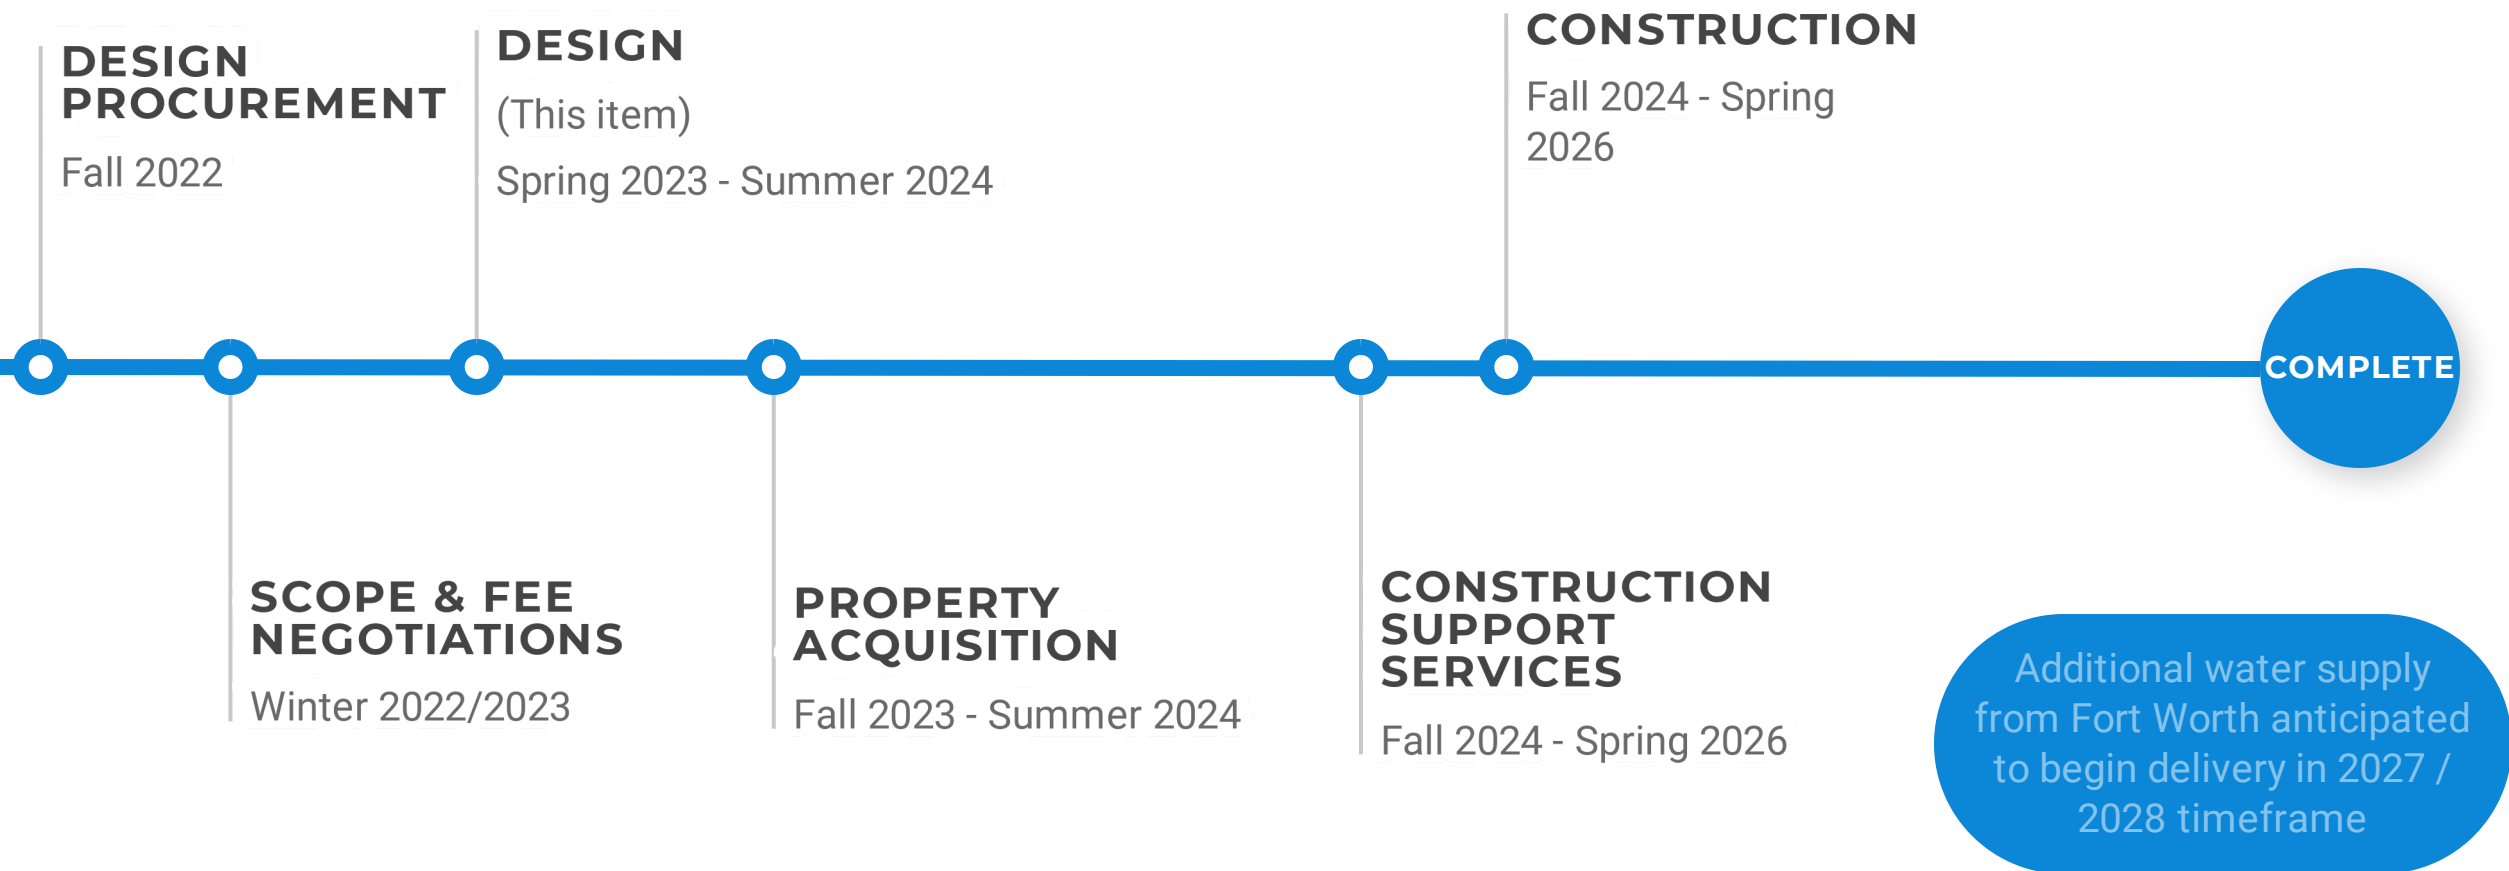 DESIGN
PROCUREMENT
Fall 2022
DESIGN
(This item)
Spring 2023 - Summer 2024
CONSTRUCTION
Fall 2024 - Spring
2026
COMPLETE
SCOPE & FEE
NEGOTIATIONS
Winter 2022/2023
PROPERTY
ACQUISITION
Fall 2023 - Summer 2024
CONSTRUCTION
SUPPORT
SERVICES
Fall 2024 - Spring 2026
Additional water supply
from Fort Worth anticipated
to begin delivery in 2027 /
2028 timeframe